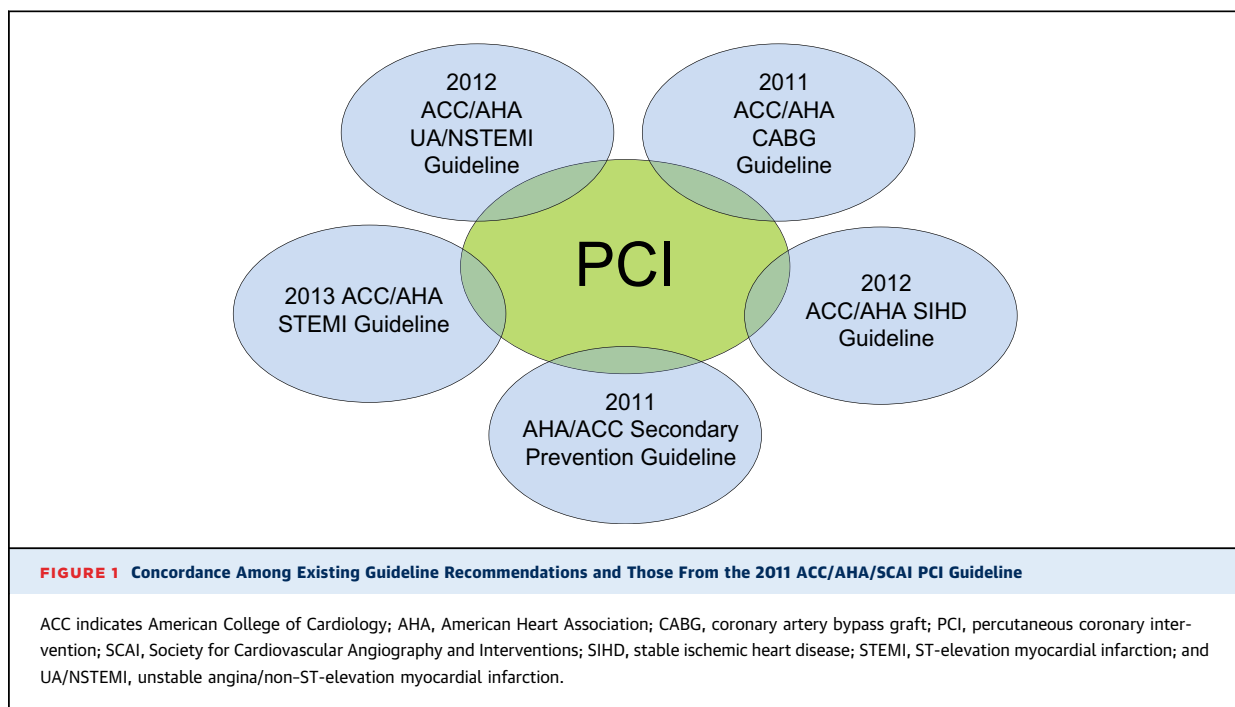 2012
ACC/AHA
UA/NSTEMI
Guideline
2011
ACC/AHA
CABG
Guideline
PCI
2013 ACC/AHA
STEMI Guideline
2012
ACC/AHA SIHD
Guideline
2011
AHA/ACC Secondary
Prevention Guideline
FIGURE 1 Concordance Among Existing Guideline Recommendations and Those From the 2011 ACC/AHA/SCAI PCI Guideline
ACC indicates American College of Cardiology; AHA, American Heart Association; CABG, coronary artery bypass graft; PCI, percutaneous coronary inter-
vention; SCAI, Society for Cardiovascular Angiography and Interventions; SIHD, stable ischemic heart disease; STEMI, ST-elevation myocardial infarction; and
UA/NSTEMI, unstable angina/non–ST-elevation myocardial infarction.